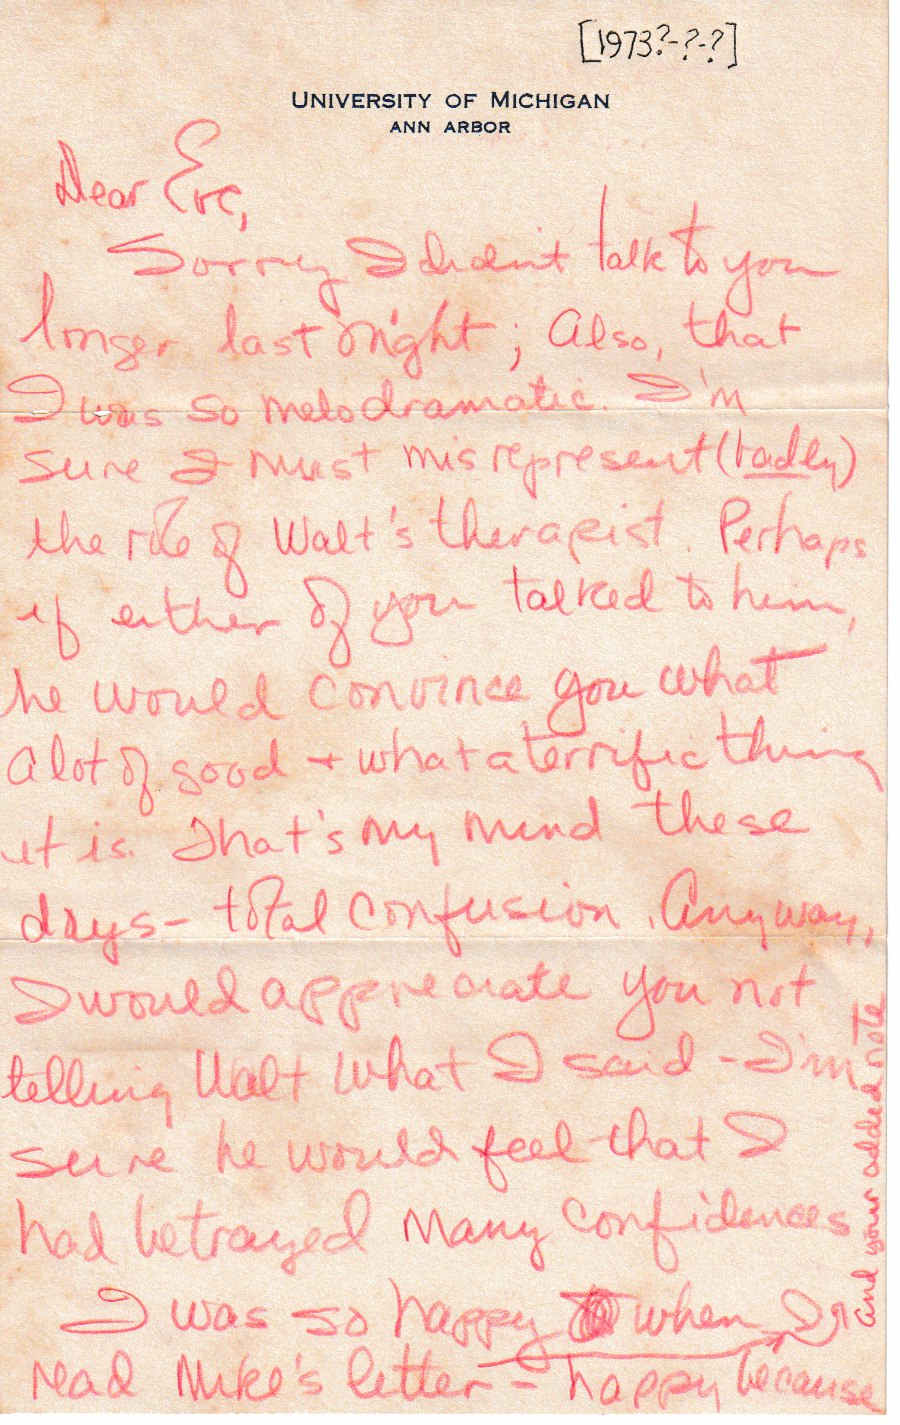 [1973?-?-?]
UNIVERSITY OF MICHIGAN
ANN ARBOR
Dear Eve,
Sorry I didn't talk to you
longer last night; Also, that
I was so melodramatic. I'm
sure I must misrepresent (badly)
the role of Walt's therapist. Perhaps
if either of you talked to him,
he would convince you what
a lot of good + what a terrific thing
it is. That's my mind these
days - total confusion. Anyway,
I would appreciate you not
telling Walt what I said - I'm
sure he would feel that I
had betrayed many confidences
I was so happy when I
read Mike's letter - happy because
and your added note